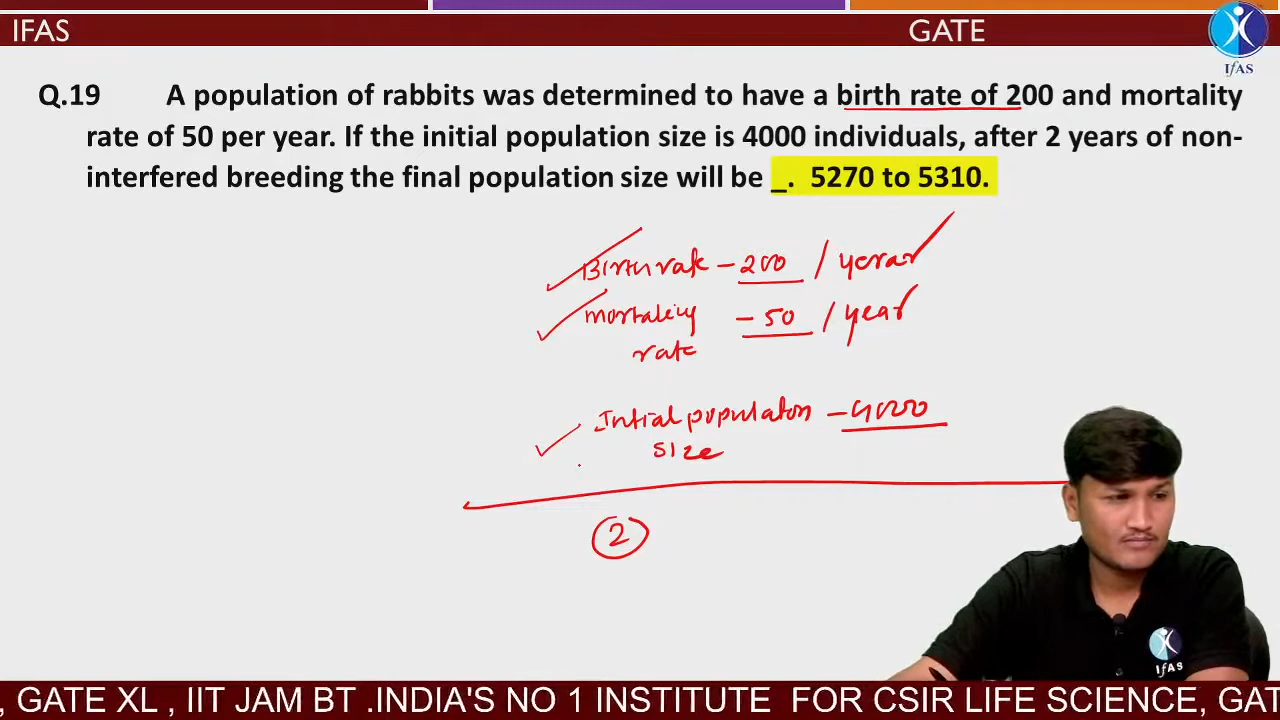 IFAS
GATE
IfAS
Q.19 A population of rabbits was determined to have a birth rate of 200 and mortality
rate of 50 per year. If the initial population size is 4000 individuals, after 2 years of non-
interfered breeding the final population size will be _. 5270 to 5310.
Birth rate - 200 / yerar
mortality - 50 / year
rate
Intial populaton - 4000
size
2
IfAS
, GATE XL , IIT JAM BT .INDIA'S NO 1 INSTITUTE FOR CSIR LIFE SCIENCE, GAT